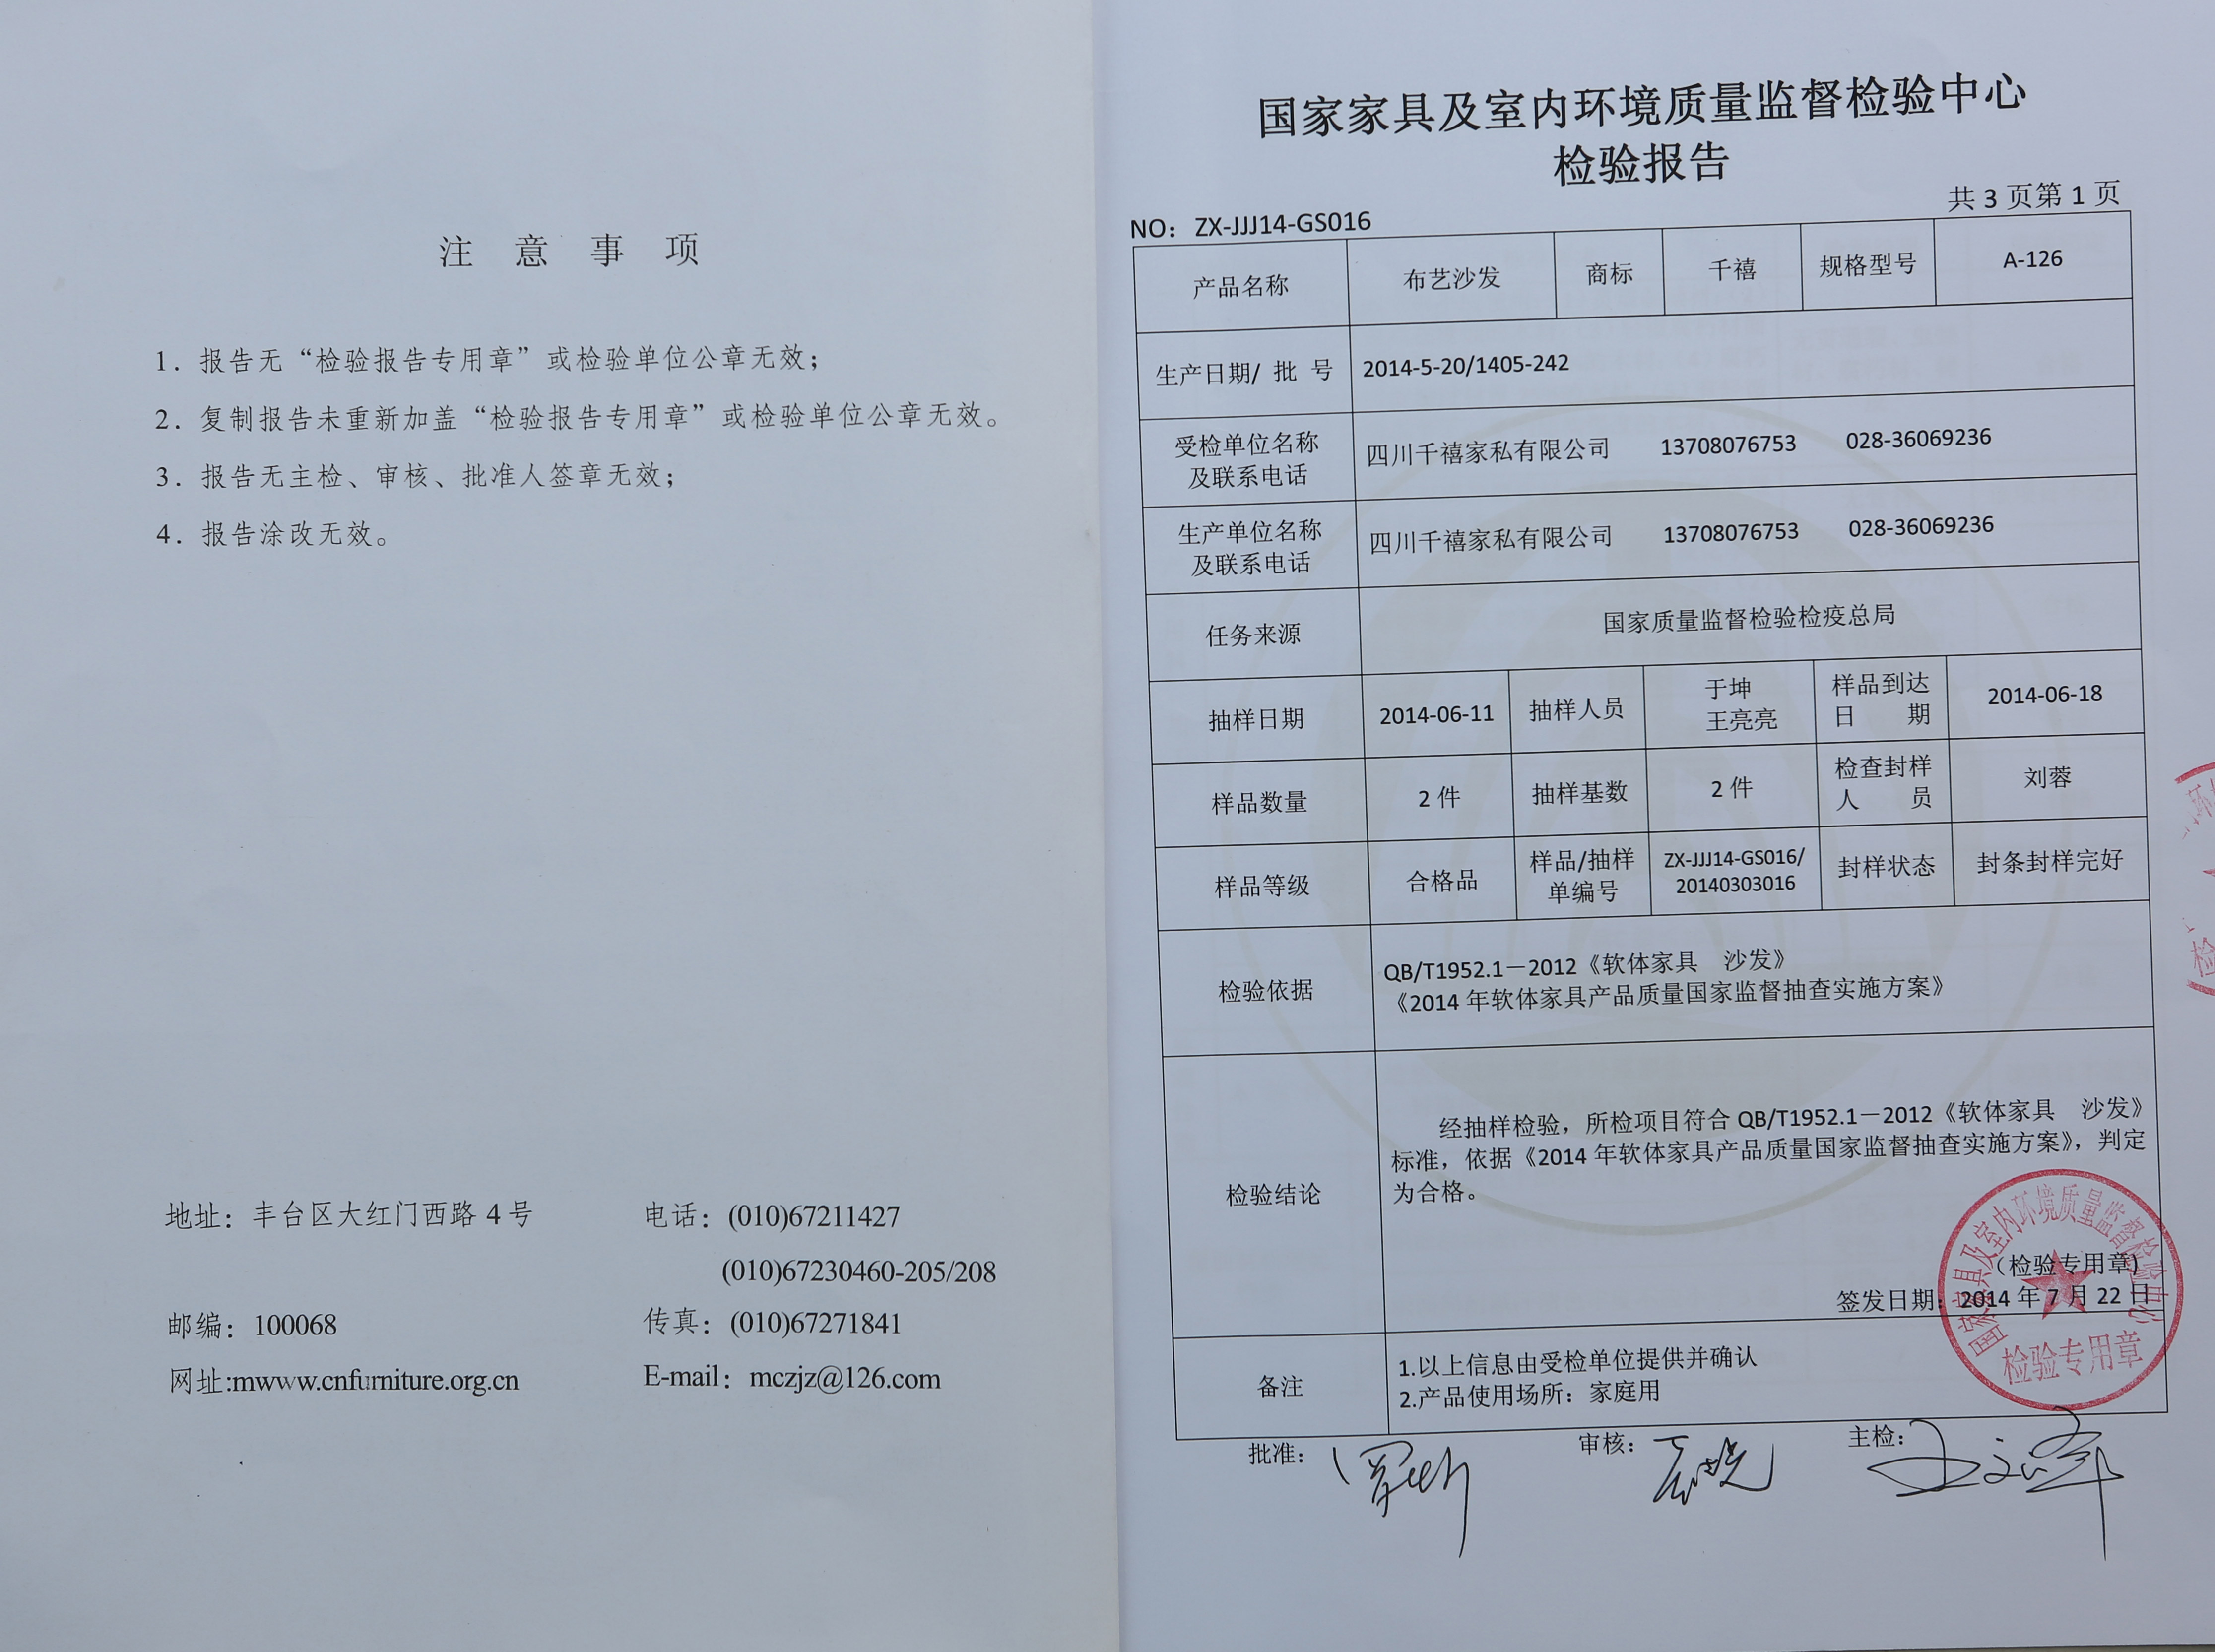 注意事项
1. 报告无“检验报告专用章”或检验单位公章无效；
2. 复制报告未重新加盖“检验报告专用章”或检验单位公章无效。
3. 报告无主检、审核、批准人签章无效；
4. 报告涂改无效。
地址：丰台区大红门西路 4 号 电话：(010)67211427
(010)67230460-205/208
邮编：100068 传真：(010)67271841
网址:mwww.cnfurniture.org.cn E-mail：mczjz@126.com
国家家具及室内环境质量监督检验中心
检验报告
共 3 页第 1 页
NO：ZX-JJJ14-GS016
产品名称 布艺沙发 商标 千禧 规格型号 A-126
生产日期/ 批 号 2014-5-20/1405-242
受检单位名称
及联系电话 四川千禧家私有限公司 13708076753 028-36069236
生产单位名称
及联系电话 四川千禧家私有限公司 13708076753 028-36069236
任务来源 国家质量监督检验检疫总局
抽样日期 2014-06-11 抽样人员 于坤
王亮亮 样品到达
日 期 2014-06-18
样品数量 2 件 抽样基数 2 件 检查封样
人 员 刘蓉
样品等级 合格品 样品/抽样
单编号 ZX-JJJ14-GS016/
20140303016 封样状态 封条封样完好
检验依据 QB/T1952.1－2012《软体家具 沙发》
《2014 年软体家具产品质量国家监督抽查实施方案》
检验结论
经抽样检验，所检项目符合 QB/T1952.1－2012《软体家具 沙发》
标准，依据《2014 年软体家具产品质量国家监督抽查实施方案》，判定
为合格。
（检验专用章）
签发日期：2014 年 7 月 22 日
国家家具及室内环境质量监督检验中心
检验专用章
备注 1.以上信息由受检单位提供并确认
2.产品使用场所：家庭用
批准： 审核： 主检：